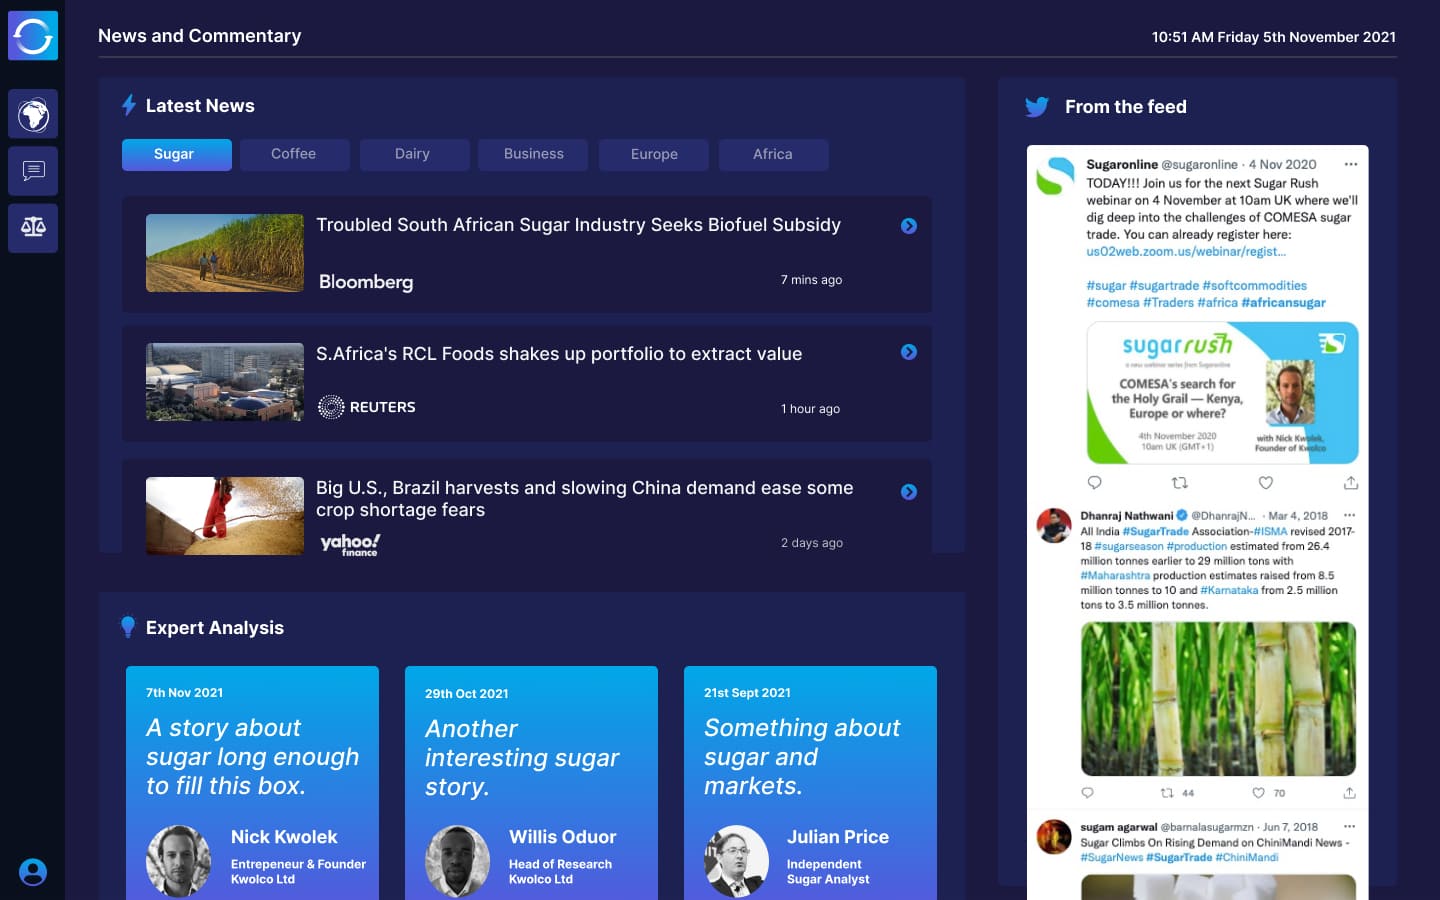 News and Commentary
10:51 AM Friday 5th November 2021
Latest News
Sugar
Coffee
Dairy
Business
Europe
Africa
Troubled South African Sugar Industry Seeks Biofuel Subsidy
Bloomberg
7 mins ago
S.Africa's RCL Foods shakes up portfolio to extract value
REUTERS
1 hour ago
Big U.S., Brazil harvests and slowing China demand ease some
crop shortage fears
yahoo!
finance
2 days ago
Expert Analysis
7th Nov 2021
A story about
sugar long enough
to fill this box.
Nick Kwolek
Entrepeneur & Founder
Kwolco Ltd
29th Oct 2021
Another
interesting sugar
story.
Willis Oduor
Head of Research
Kwolco Ltd
21st Sept 2021
Something about
sugar and
markets.
Julian Price
Independent
Sugar Analyst
From the feed
Sugaronline @sugaronline · 4 Nov 2020
TODAY!!! Join us for the next Sugar Rush
webinar on 4 November at 10am UK where we'll
dig deep into the challenges of COMESA sugar
trade. You can already register here:
us02web.zoom.us/webinar/regist...
#sugar #sugartrade #softcommodities
#comesa #Traders #africa #africansugar
sugarrush
a new webinar series from Sugaronline
COMESA's search for
the Holy Grail — Kenya,
Europe or where?
4th November 2020
10am UK (GMT+1)
with Nick Kwolek,
Founder of Kwolco
Dhanraj Nathwani @DhanrajN... · Mar 4, 2018
All India #SugarTrade Association-#ISMA revised 2017-
18 #sugarseason #production estimated from 26.4
million tonnes earlier to 29 million tons with
#Maharashtra production estimates raised from 8.5
million tonnes to 10 and #Karnataka from 2.5 million
tons to 3.5 million tonnes.
44
70
sugam agarwal @barnalasugarmzn · Jun 7, 2018
Sugar Climbs On Rising Demand on ChiniMandi News -
#SugarNews #SugarTrade #ChiniMandi